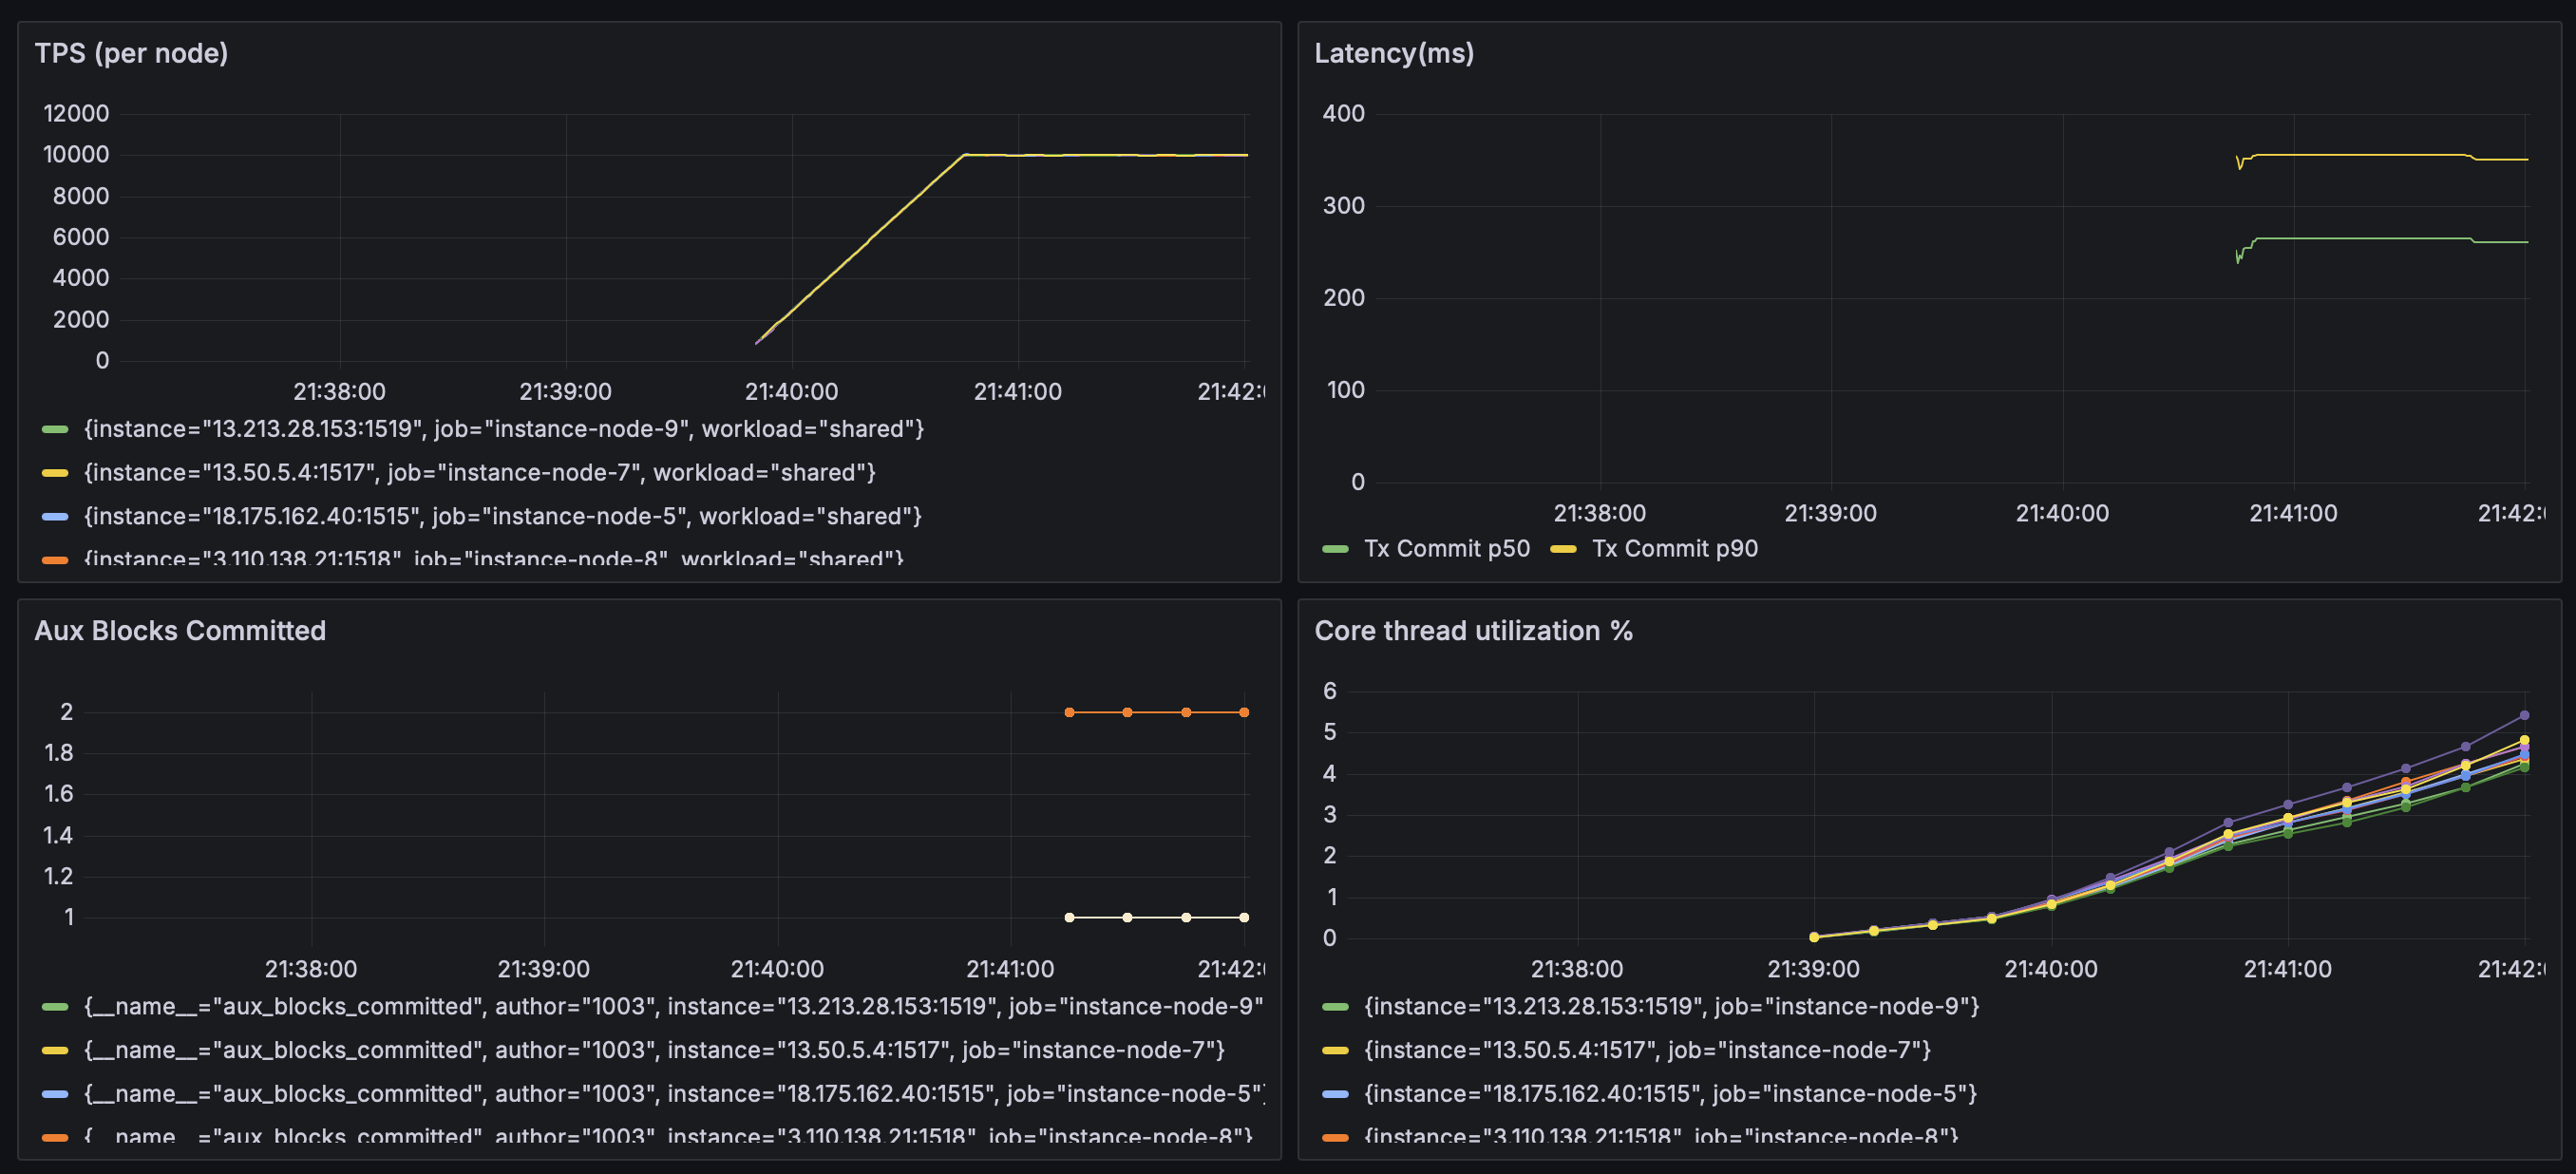 TPS (per node)
12000
10000
8000
6000
4000
2000
0
21:38:00 21:39:00 21:40:00 21:41:00 21:42:0
{instance="13.213.28.153:1519", job="instance-node-9", workload="shared"}
{instance="13.50.5.4:1517", job="instance-node-7", workload="shared"}
{instance="18.175.162.40:1515", job="instance-node-5", workload="shared"}
{instance="3.110.138.21:1518", job="instance-node-8", workload="shared"}
Latency(ms)
400
300
200
100
0
21:38:00 21:39:00 21:40:00 21:41:00 21:42:0
Tx Commit p50 Tx Commit p90
Aux Blocks Committed
2
1.8
1.6
1.4
1.2
1
21:38:00 21:39:00 21:40:00 21:41:00 21:42:0
{__name__="aux_blocks_committed", author="1003", instance="13.213.28.153:1519", job="instance-node-9"
{__name__="aux_blocks_committed", author="1003", instance="13.50.5.4:1517", job="instance-node-7"}
{__name__="aux_blocks_committed", author="1003", instance="18.175.162.40:1515", job="instance-node-5"}
{__name__="aux_blocks_committed", author="1003", instance="3.110.138.21:1518", job="instance-node-8"}
Core thread utilization %
6
5
4
3
2
1
0
21:38:00 21:39:00 21:40:00 21:41:00 21:42:0
{instance="13.213.28.153:1519", job="instance-node-9"}
{instance="13.50.5.4:1517", job="instance-node-7"}
{instance="18.175.162.40:1515", job="instance-node-5"}
{instance="3.110.138.21:1518", job="instance-node-8"}